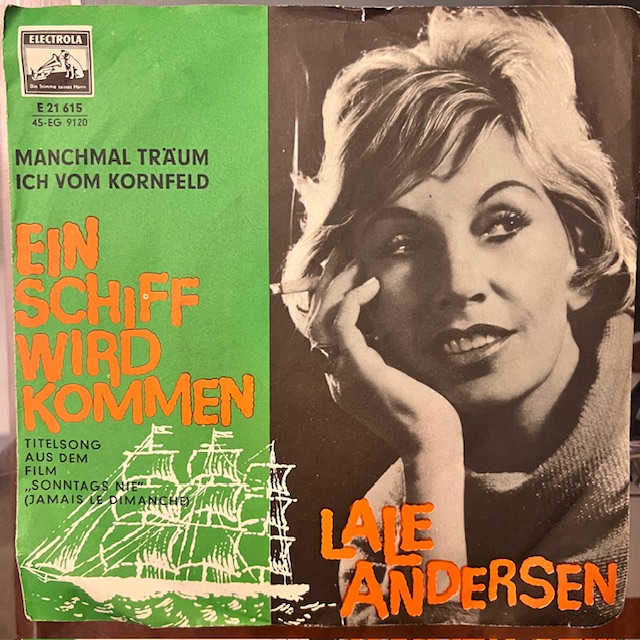 ELECTROLA
Die Stimme seines Herrn
E 21 615
45-EG 9120
MANCHMAL TRÄUM
ICH VOM KORNFELD
EIN
SCHIFF
WIRD
KOMMEN
TITELSONG
AUS DEM
FILM
„SONNTAGS NIE“
(JAMAIS LE DIMANCHE)
LALE
ANDERSEN